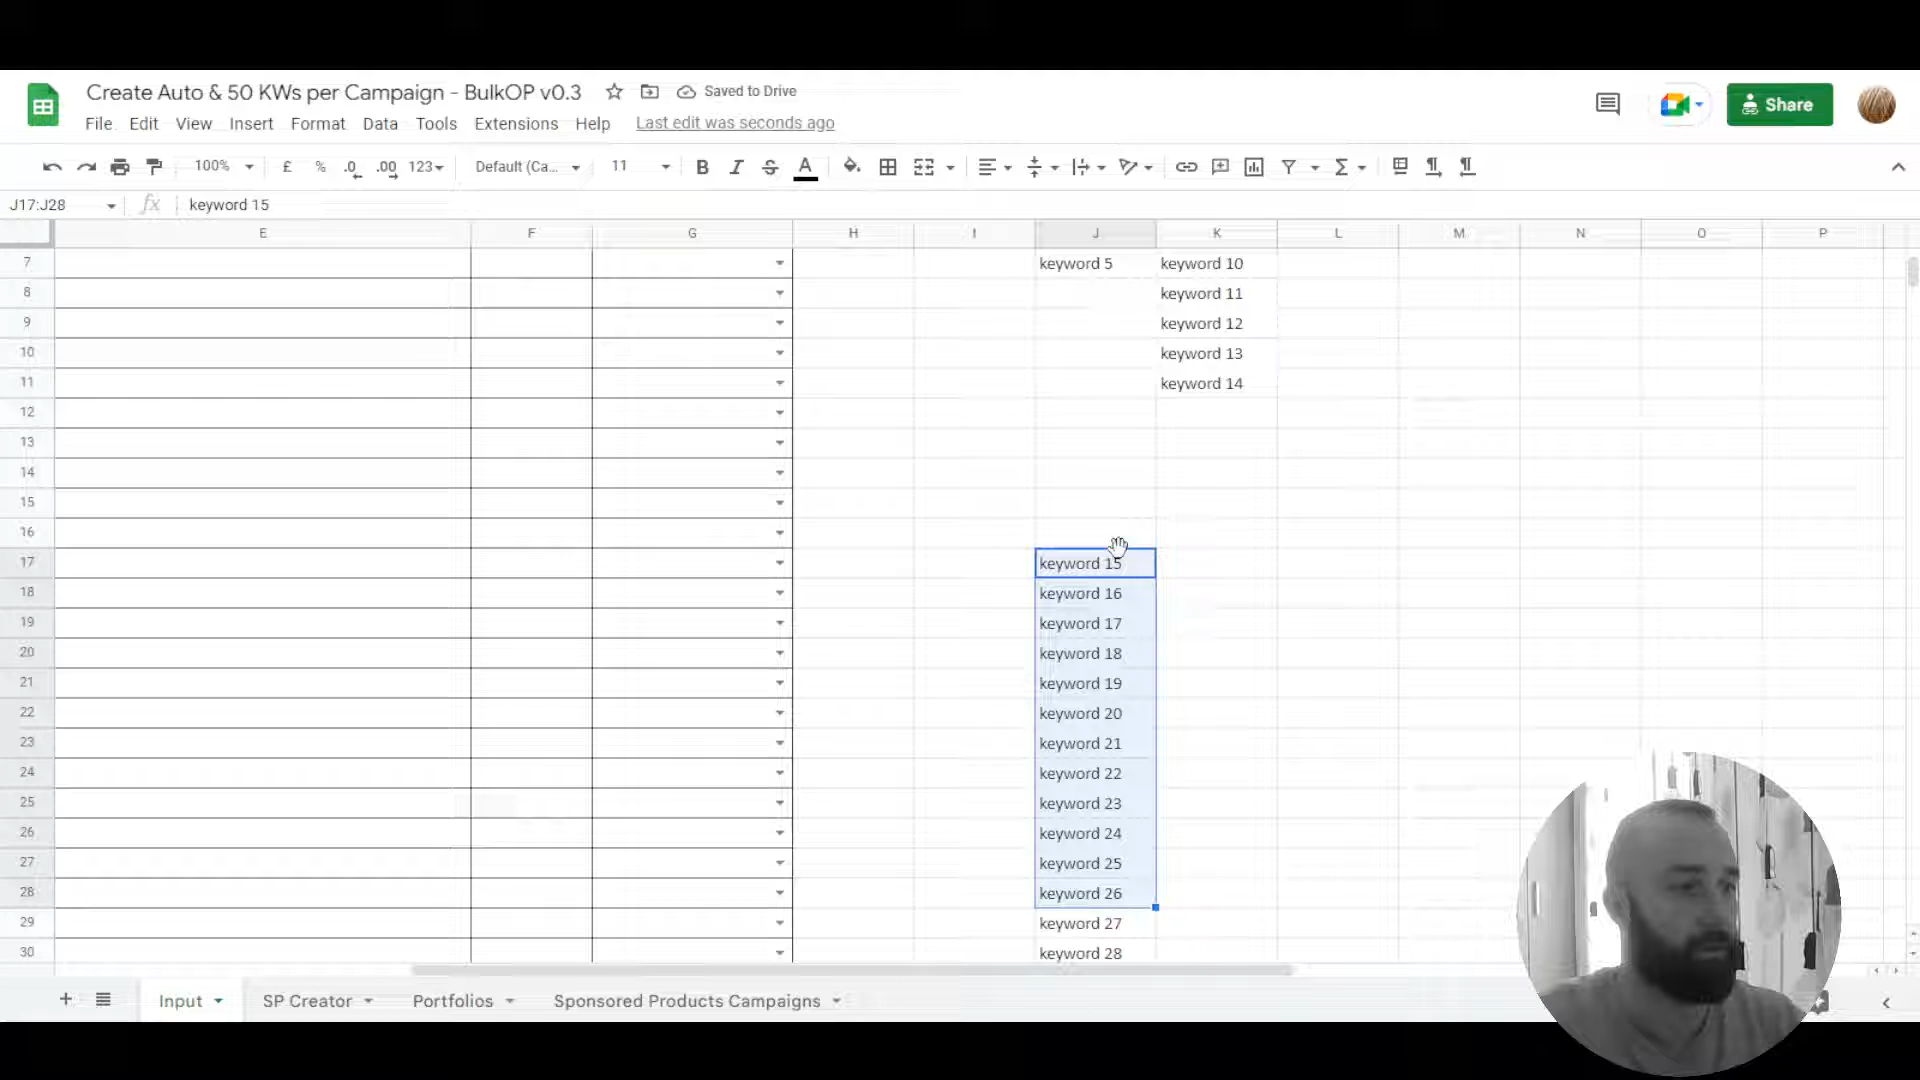 Create Auto & 50 KWs per Campaign - BulkOP v0.3
Saved to Drive
File Edit View Insert Format Data Tools Extensions Help Last edit was seconds ago
Share
100% £ % .0 .00 123 Default (Ca... 11
J17:J28 fx keyword 15
E F G H I J K L M N O P
7 keyword 5 keyword 10
8 keyword 11
9 keyword 12
10 keyword 13
11 keyword 14
12
13
14
15
16
17 keyword 15
18 keyword 16
19 keyword 17
20 keyword 18
21 keyword 19
22 keyword 20
23 keyword 21
24 keyword 22
25 keyword 23
26 keyword 24
27 keyword 25
28 keyword 26
29 keyword 27
30 keyword 28
Input SP Creator Portfolios Sponsored Products Campaigns